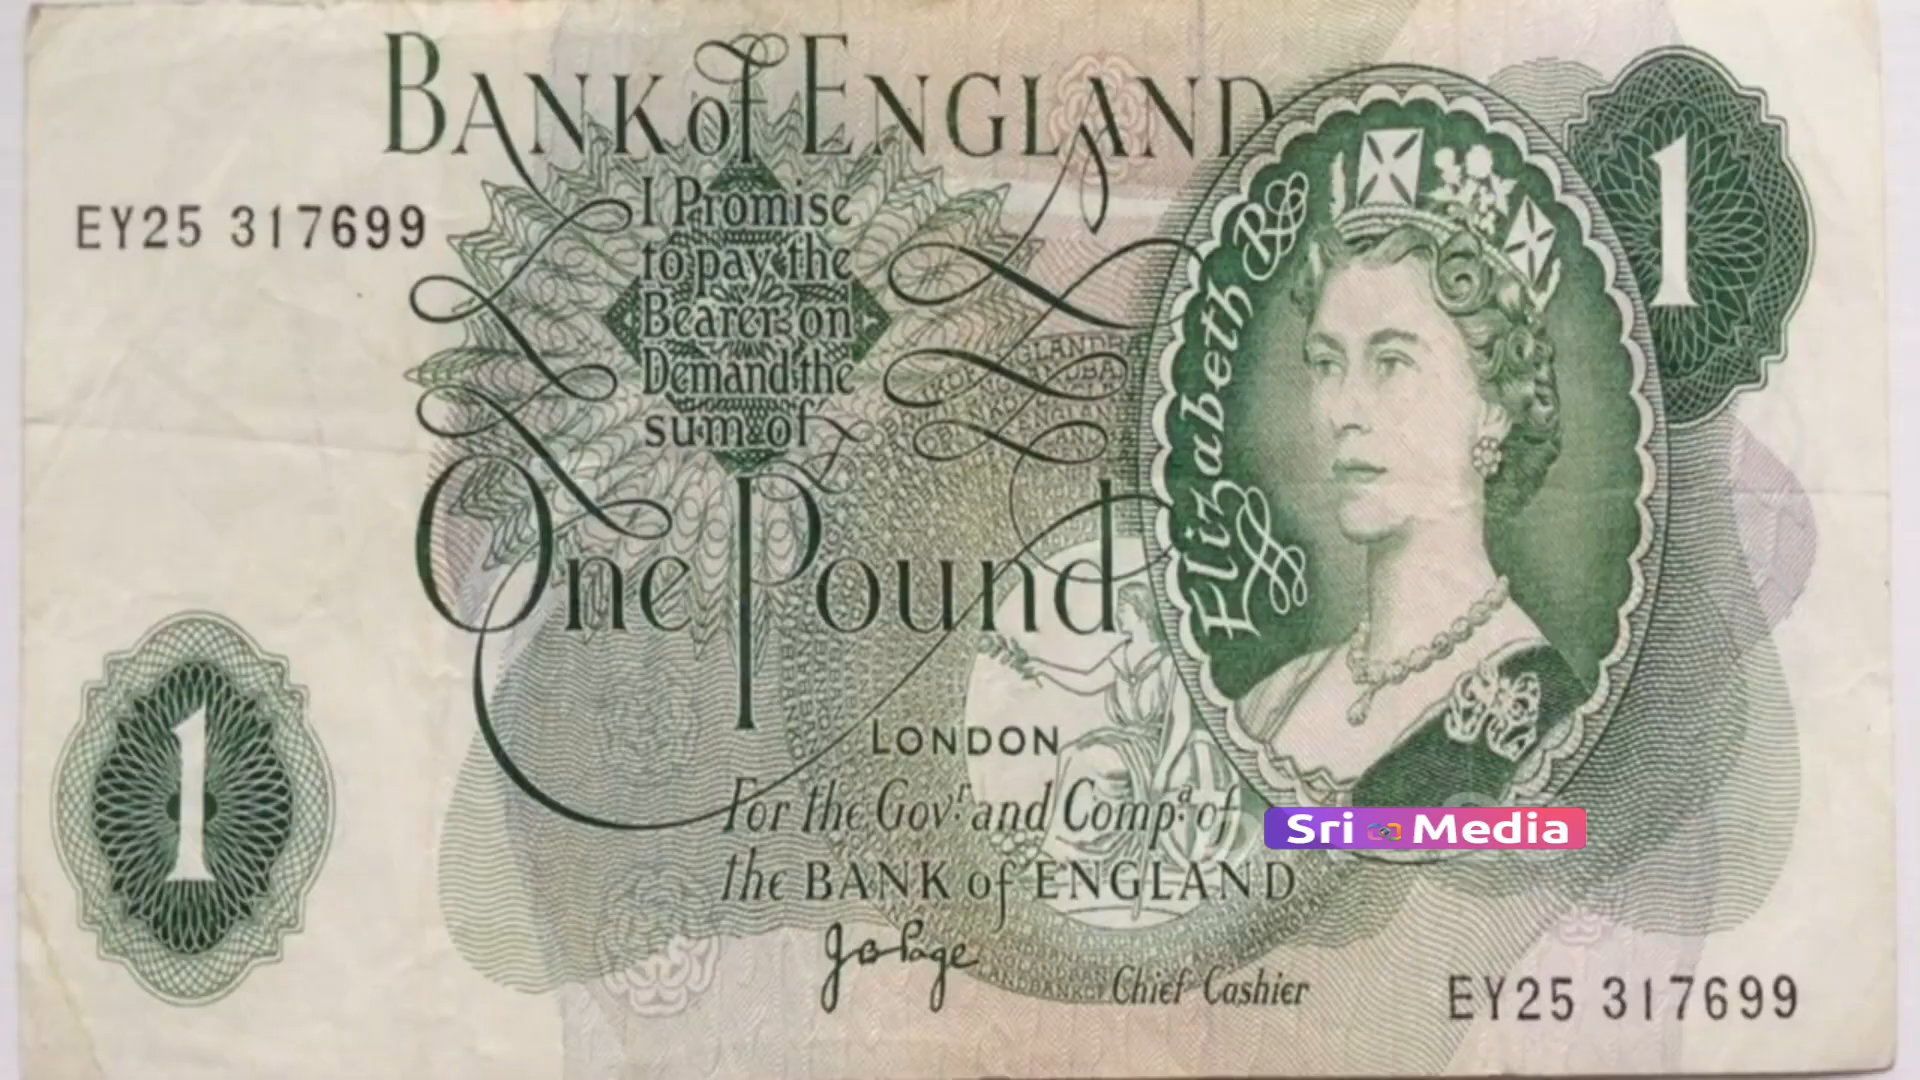 BANK of ENGLAND
I Promise
to pay the
Bearer on
Demand the
sum of
One Pound
EY25 317699
Elizabeth R
1
1
LONDON
For the Govr. and Compa. of
the BANK of ENGLAND
J B Page
Chief Cashier
EY25 317699
Sri Media